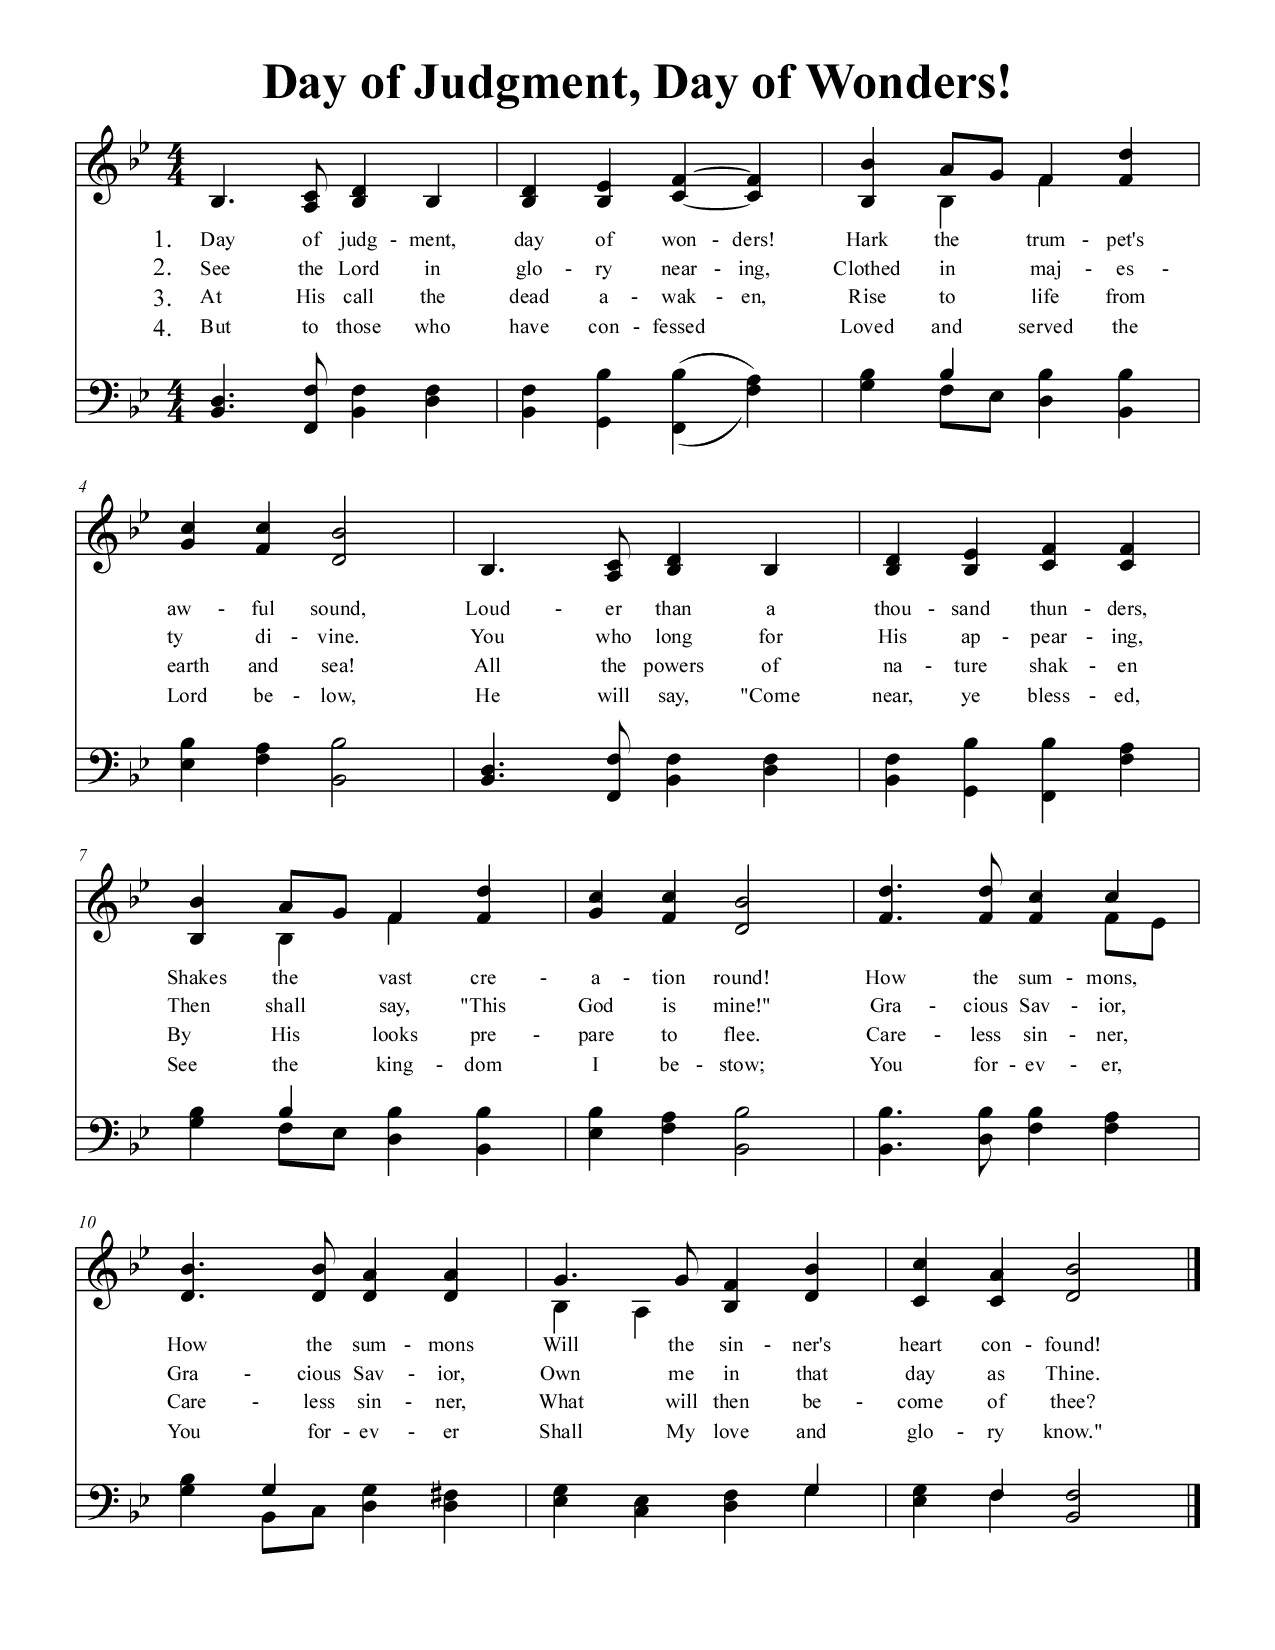 Day of Judgment, Day of Wonders!
4 4
1. Day of judg - ment, day of won - ders! Hark the trum - pet's
2. See the Lord in glo - ry near - ing, Clothed in maj - es -
3. At His call the dead a - wak - en, Rise to life from
4. But to those who have con - fessed Loved and served the
4 4
4
aw - ful sound, Loud - er than a thou - sand thun - ders,
ty di - vine. You who long for His ap - pear - ing,
earth and sea! All the powers of na - ture shak - en
Lord be - low, He will say, "Come near, ye bless - ed,
7
Shakes the vast cre - a - tion round! How the sum - mons,
Then shall say, "This God is mine!" Gra - cious Sav - ior,
By His looks pre - pare to flee. Care - less sin - ner,
See the king - dom I be - stow; You for - ev - er,
10
How the sum - mons Will the sin - ner's heart con - found!
Gra - cious Sav - ior, Own me in that day as Thine.
Care - less sin - ner, What will then be - come of thee?
You for - ev - er Shall My love and glo - ry know."